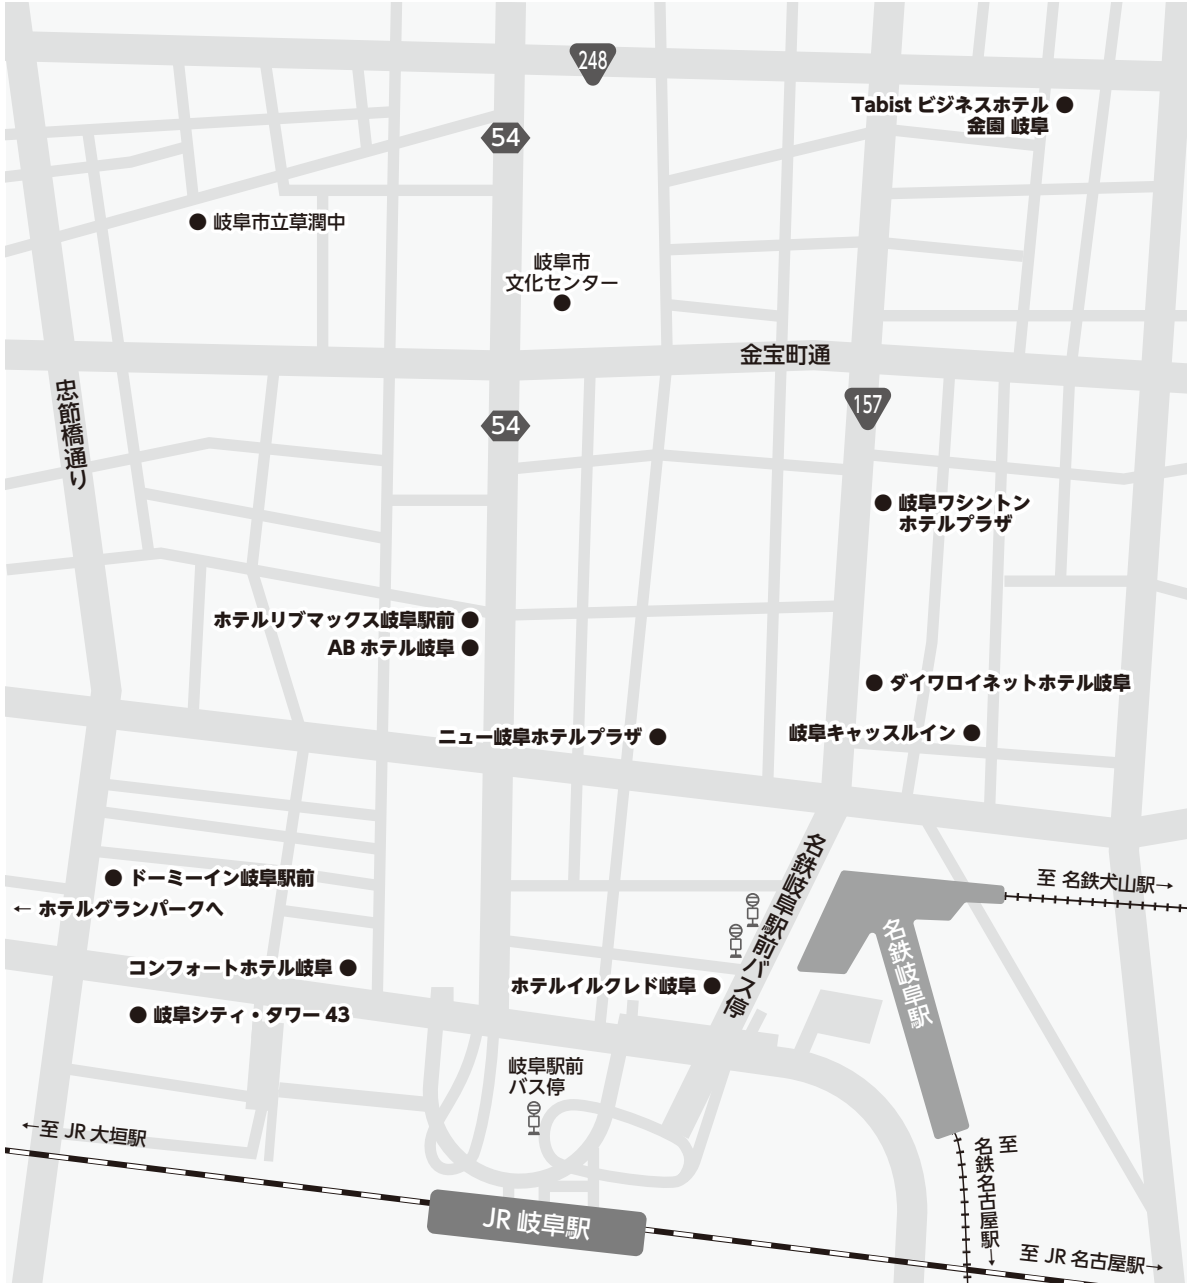 248
Tabist ビジネスホテル
金園 岐阜
54
岐阜市立草潤中
岐阜市
文化センター
金宝町通
忠節橋通り
157
54
岐阜ワシントン
ホテルプラザ
ホテルリブマックス岐阜駅前
AB ホテル岐阜
ダイワロイネットホテル岐阜
ニュー岐阜ホテルプラザ
岐阜キャッスルイン
名鉄岐阜駅前バス停
ドーミーイン岐阜駅前
至 名鉄犬山駅→
← ホテルグランパークへ
名鉄岐阜駅
コンフォートホテル岐阜
ホテルイルクレド岐阜
岐阜シティ・タワー 43
岐阜駅前
バス停
←至 JR 大垣駅
至
名鉄名古屋駅→
JR 岐阜駅
至 JR 名古屋駅→